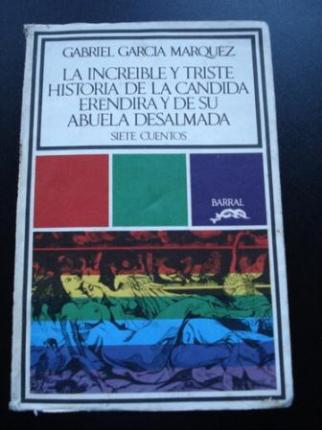 GABRIEL GARCIA MARQUEZ
LA INCREIBLE Y TRISTE
HISTORIA DE LA CANDIDA
ERENDIRA Y DE SU
ABUELA DESALMADA
SIETE CUENTOS
BARRAL